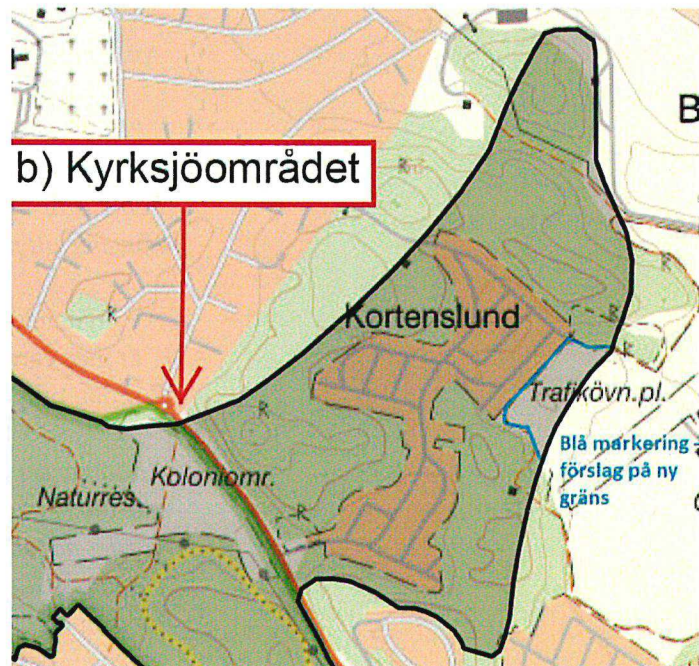 B
b) Kyrksjöområdet
Kortenslund
Trafikövn.pl.
Blå markering -
förslag på ny
gräns
Koloniomr.
Naturres.
R
R
R
R
R
K